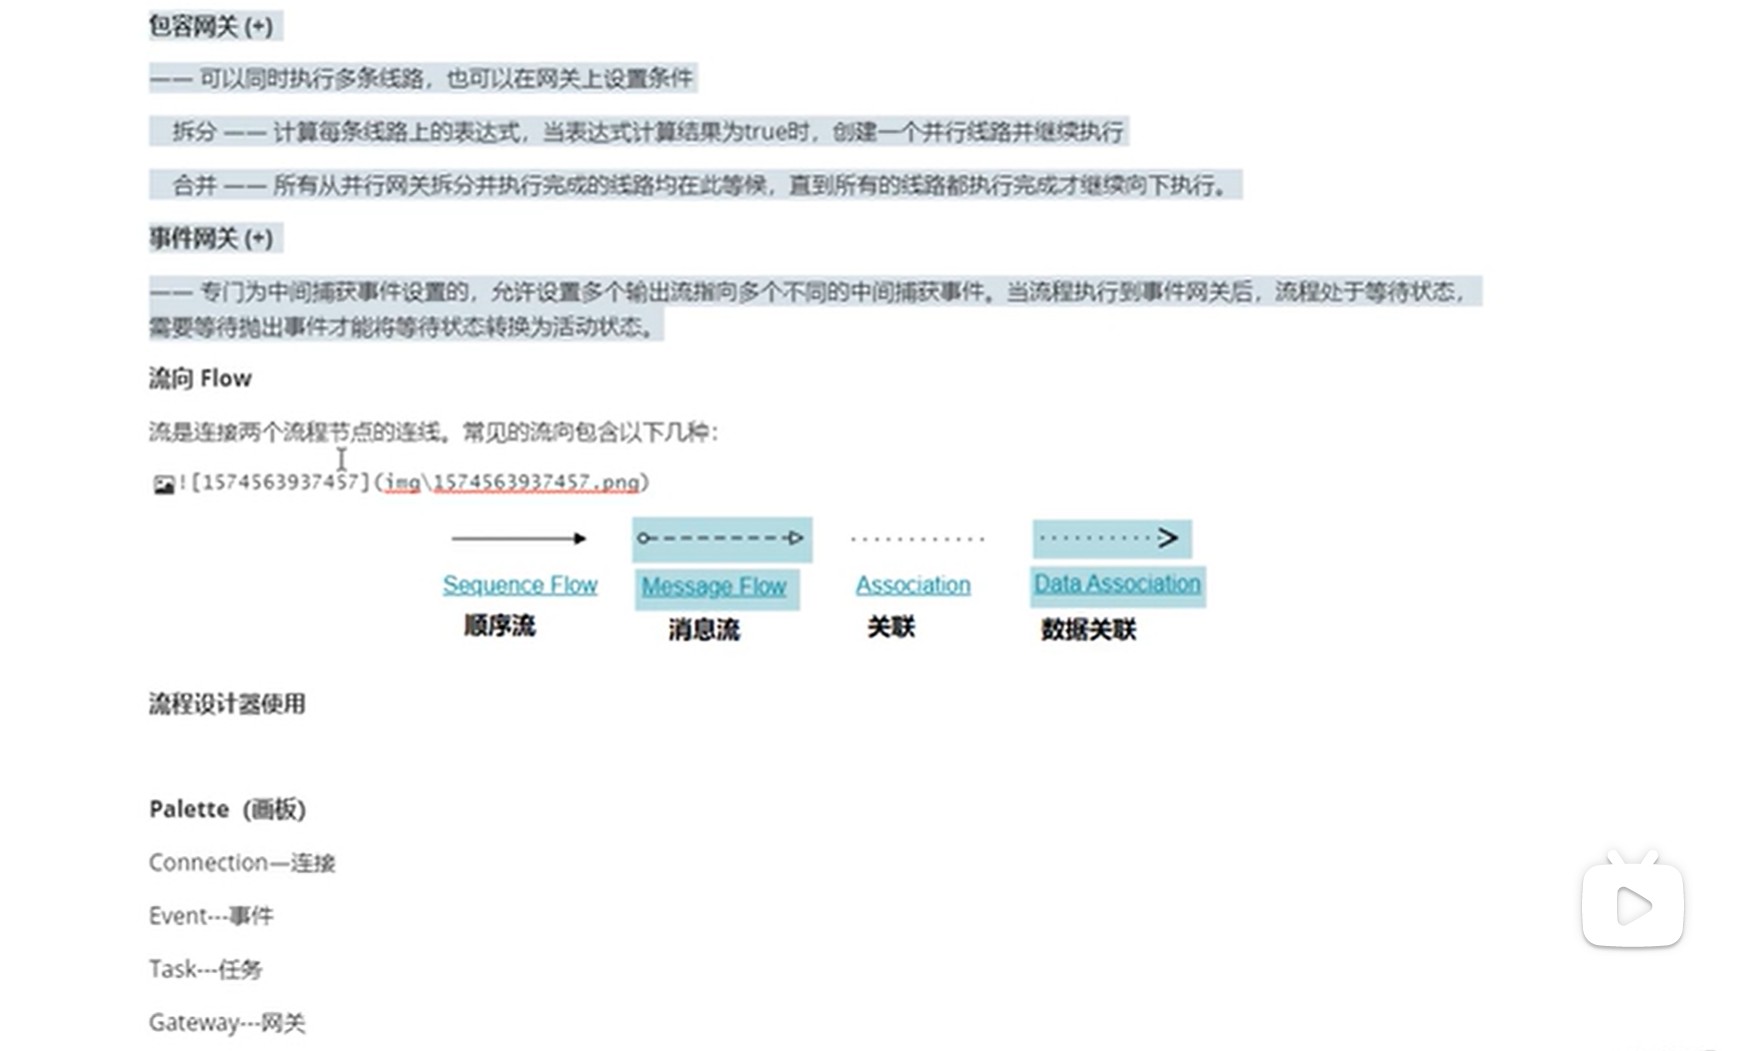 包容网关 (+)
—— 可以同时执行多条线路，也可以在网关上设置条件
拆分 —— 计算每条线路上的表达式，当表达式计算结果为true时，创建一个并行线路并继续执行
合并 —— 所有从并行网关拆分并执行完成的线路均在此等候，直到所有的线路都执行完成才继续向下执行。
事件网关 (+)
—— 专门为中间捕获事件设置的，允许设置多个输出流指向多个不同的中间捕获事件。当流程执行到事件网关后，流程处于等待状态，
需要等待抛出事件才能将等待状态转换为活动状态。
流向 Flow
流是连接两个流程节点的连线。常见的流向包含以下几种：
![1574563937457](img\1574563937457.png)
Sequence Flow Message Flow Association Data Association
顺序流 消息流 关联 数据关联
流程设计器使用
Palette（画板）
Connection—连接
Event---事件
Task---任务
Gateway---网关